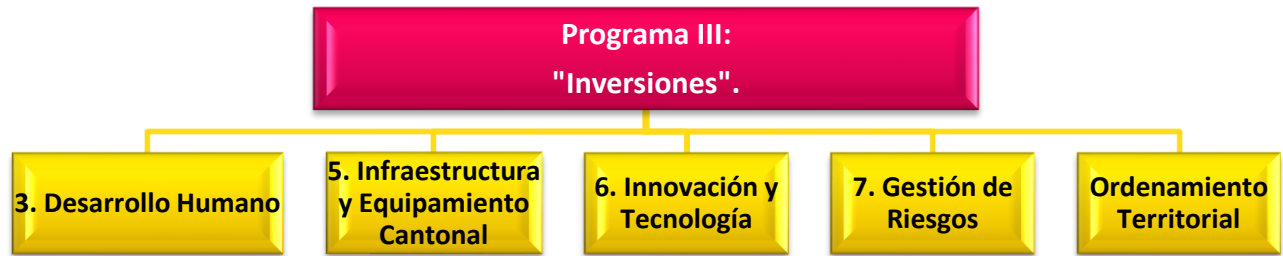 Programa III:
"Inversiones".
3. Desarrollo Humano
5. Infraestructura
y Equipamiento
Cantonal
6. Innovación y
Tecnología
7. Gestión de
Riesgos
Ordenamiento
Territorial